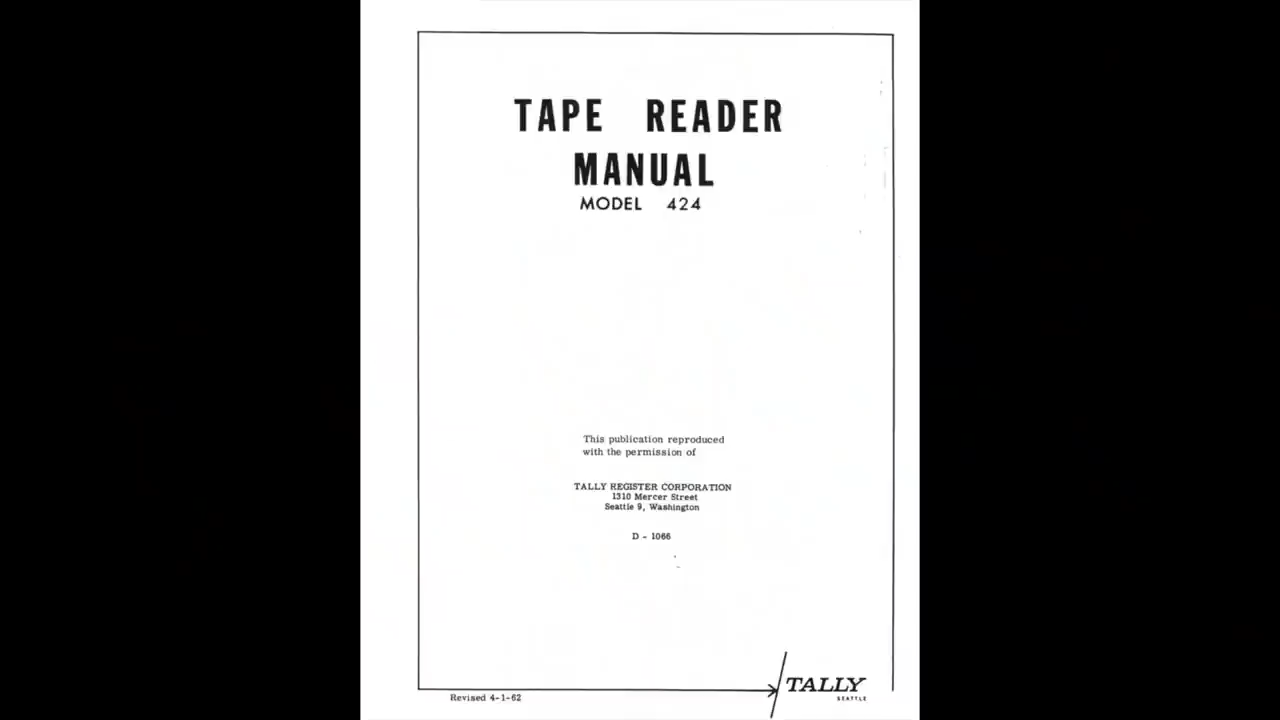 TAPE READER
MANUAL
MODEL 424
This publication reproduced
with the permission of
TALLY REGISTER CORPORATION
1310 Mercer Street
Seattle 9, Washington
D - 1066
Revised 4-1-62
TALLY
SEATTLE